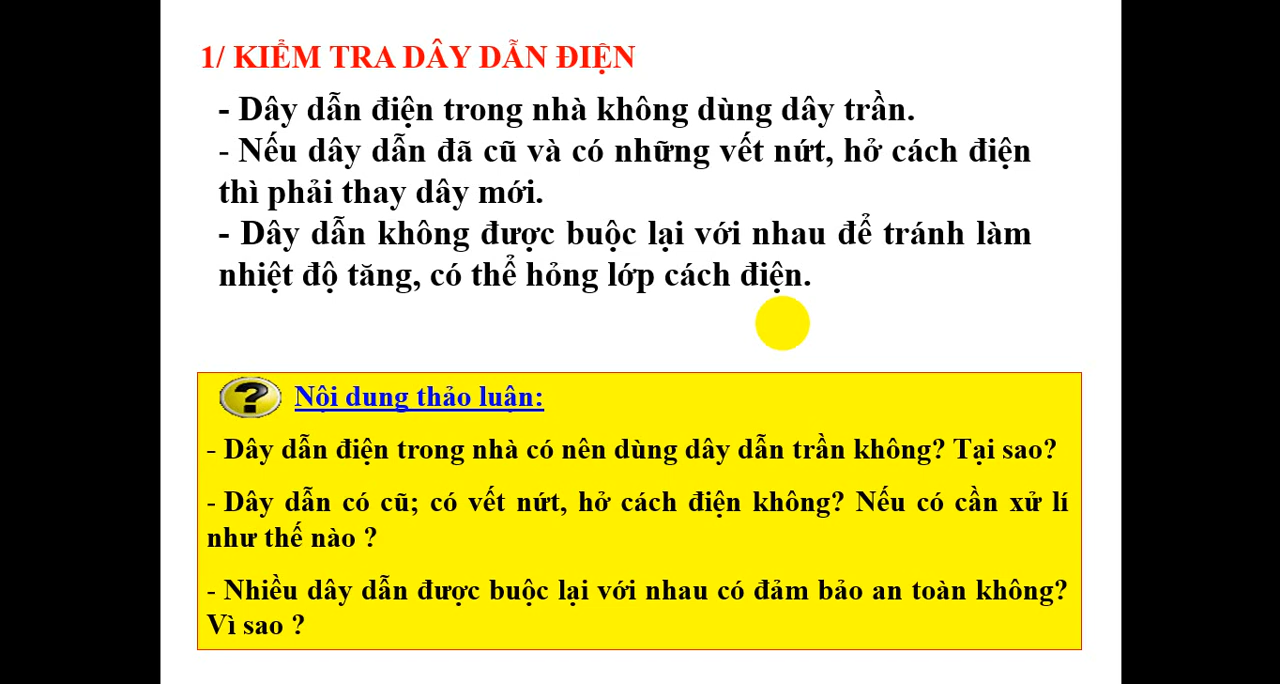 1/ KIỂM TRA DÂY DẪN ĐIỆN
- Dây dẫn điện trong nhà không dùng dây trần.
- Nếu dây dẫn đã cũ và có những vết nứt, hở cách điện
thì phải thay dây mới.
- Dây dẫn không được buộc lại với nhau để tránh làm
nhiệt độ tăng, có thể hỏng lớp cách điện.
? Nội dung thảo luận:
- Dây dẫn điện trong nhà có nên dùng dây dẫn trần không? Tại sao?
- Dây dẫn có cũ; có vết nứt, hở cách điện không? Nếu có cần xử lí
như thế nào ?
- Nhiều dây dẫn được buộc lại với nhau có đảm bảo an toàn không?
Vì sao ?